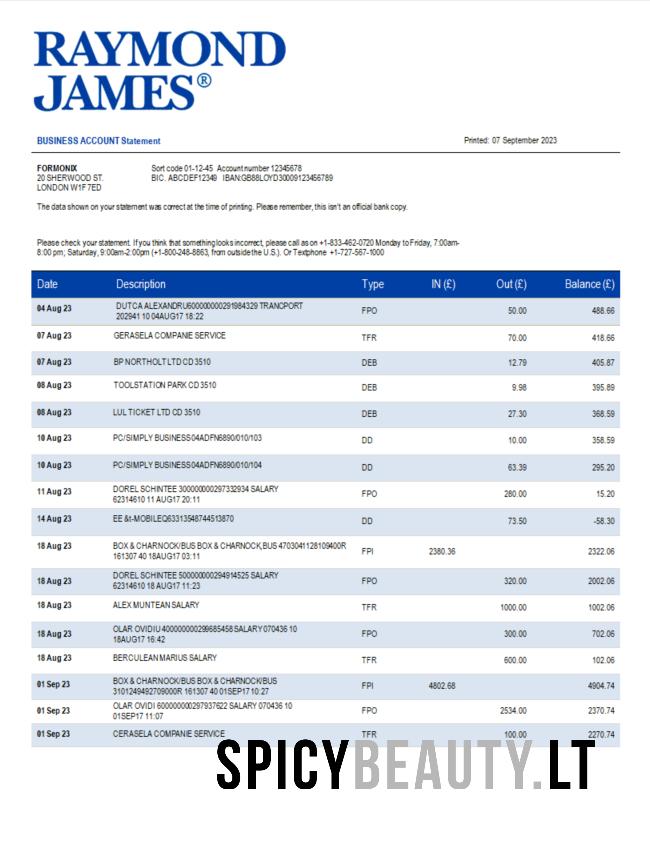 RAYMOND
JAMES®
BUSINESS ACCOUNT Statement Printed: 07 September 2023
FORMONIX Sort code 01-12-45 Account number 12345678
20 SHERWOOD ST. BIC. ABCDEF12349 IBAN:GB88LOYD30009123456789
LONDON W1F 7ED
The data shown on your statement was correct at the time of printing. Please remember, this isn't an official bank copy.
Please check your statement. If you think that something looks incorrect, please call as on +1-833-462-0720 Monday to Friday, 7:00am-
8:00 pm; Saturday, 9:00am-2:00pm (+1-800-248-8863, from outside the U.S.). Or Textphone +1-727-567-1000
Date Description Type IN (£) Out (£) Balance (£)
04 Aug 23 DUTCA ALEXANDRU600000000291984329 TRANCPORT FPO 50.00 488.66
202941 10 04AUG17 18:22
07 Aug 23 GERASELA COMPANIE SERVICE TFR 70.00 418.66
07 Aug 23 BP NORTHOLT LTD CD 3510 DEB 12.79 405.87
08 Aug 23 TOOLSTATION PARK CD 3510 DEB 9.98 395.89
08 Aug 23 LUL TICKET LTD CD 3510 DEB 27.30 368.59
10 Aug 23 PC/SIMPLY BUSINESS04ADFN6890/010/103 DD 10.00 358.59
10 Aug 23 PC/SIMPLY BUSINESS04ADFN6890/010/104 DD 63.39 295.20
11 Aug 23 DOREL SCHINTEE 300000000297332934 SALARY FPO 280.00 15.20
62314610 11 AUG17 20:11
14 Aug 23 EE &t-MOBILEQ63313548744513870 DD 73.50 -58.30
18 Aug 23 BOX & CHARNOCK/BUS BOX & CHARNOCK,BUS 4703041128109400R FPI 2380.36 2322.06
161307 40 18AUG17 03:11
18 Aug 23 DOREL SCHINTEE 500000000294914525 SALARY FPO 320.00 2002.06
62314610 18 AUG17 11:23
18 Aug 23 ALEX MUNTEAN SALARY TFR 1000.00 1002.06
18 Aug 23 OLAR OVIDIU 400000000299685458 SALARY 070436 10 FPO 300.00 702.06
18AUG17 16:42
18 Aug 23 BERCULEAN MARIUS SALARY TFR 600.00 102.06
01 Sep 23 BOX & CHARNOCK/BUS BOX & CHARNOCK/BUS FPI 4802.68 4904.74
3101249492709000R 161307 40 01SEP17 10:27
01 Sep 23 OLAR OVIDI 600000000297937622 SALARY 070436 10 FPO 2534.00 2370.74
01SEP17 11:07
01 Sep 23 CERASELA COMPANIE SERVICE TFR 100.00 2270.74
SPICYBEAUTY.LT